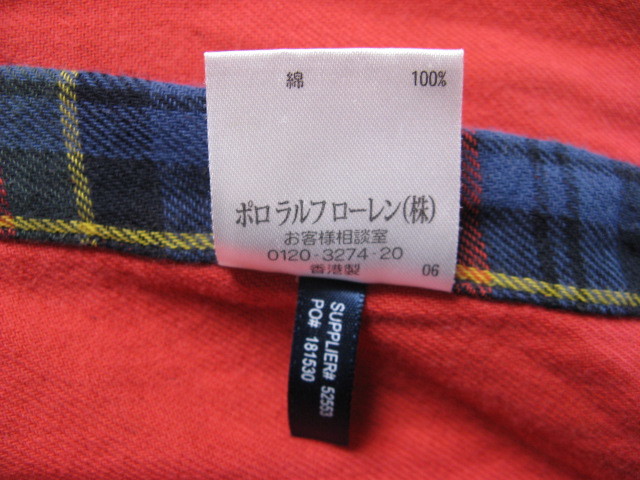 綿 100%
ポロ ラルフ ローレン(株)
お客様相談室
0120-3274-20
香港製 06
SUPPLIER# 52553
PO# 181530